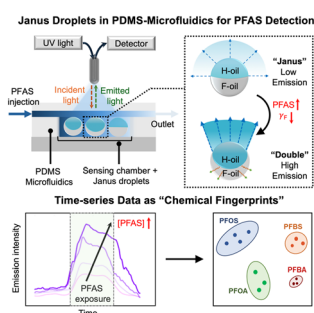 Janus Droplets in PDMS-Microfluidics for PFAS Detection
UV light
Detector
PFAS
injection
Incident
light
Emitted
light
Outlet
PDMS
Microfluidics
Sensing chamber +
Janus droplets
H-oil
F-oil
"Janus"
Low
Emission
PFAS↑
γF↓
H-oil
F-oil
"Double"
High
Emission
Time-series Data as "Chemical Fingerprints"
Emission intensity
[PFAS]↑
PFAS
exposure
Time
PFOS
PFBS
PFOA
PFBA